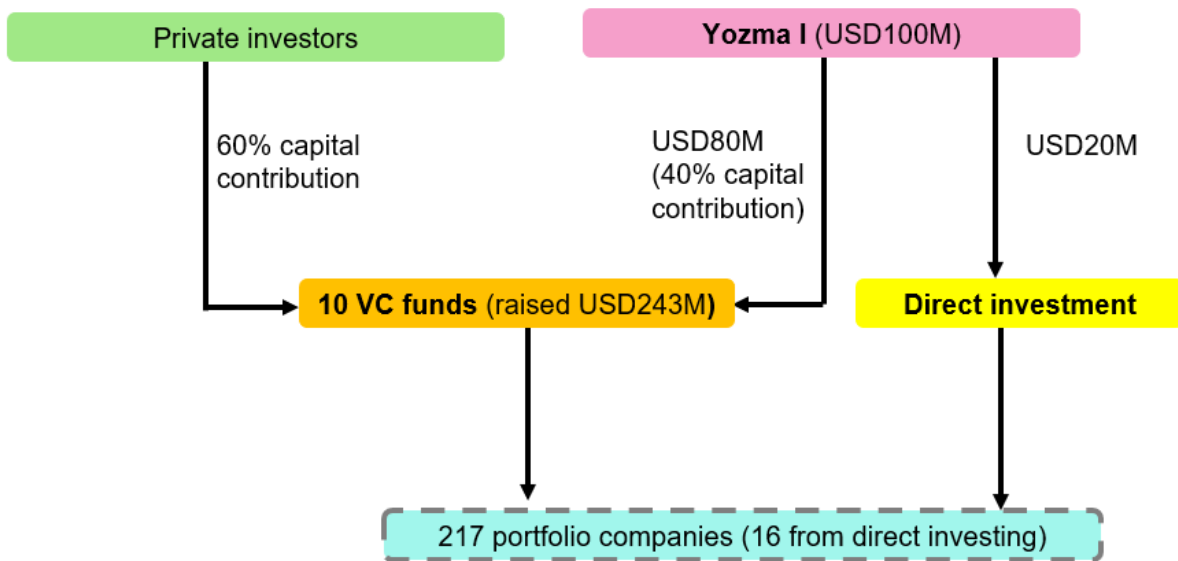 Private investors
Yozma I (USD100M)
60% capital
contribution
USD80M
(40% capital
contribution)
USD20M
10 VC funds (raised USD243M)
Direct investment
217 portfolio companies (16 from direct investing)